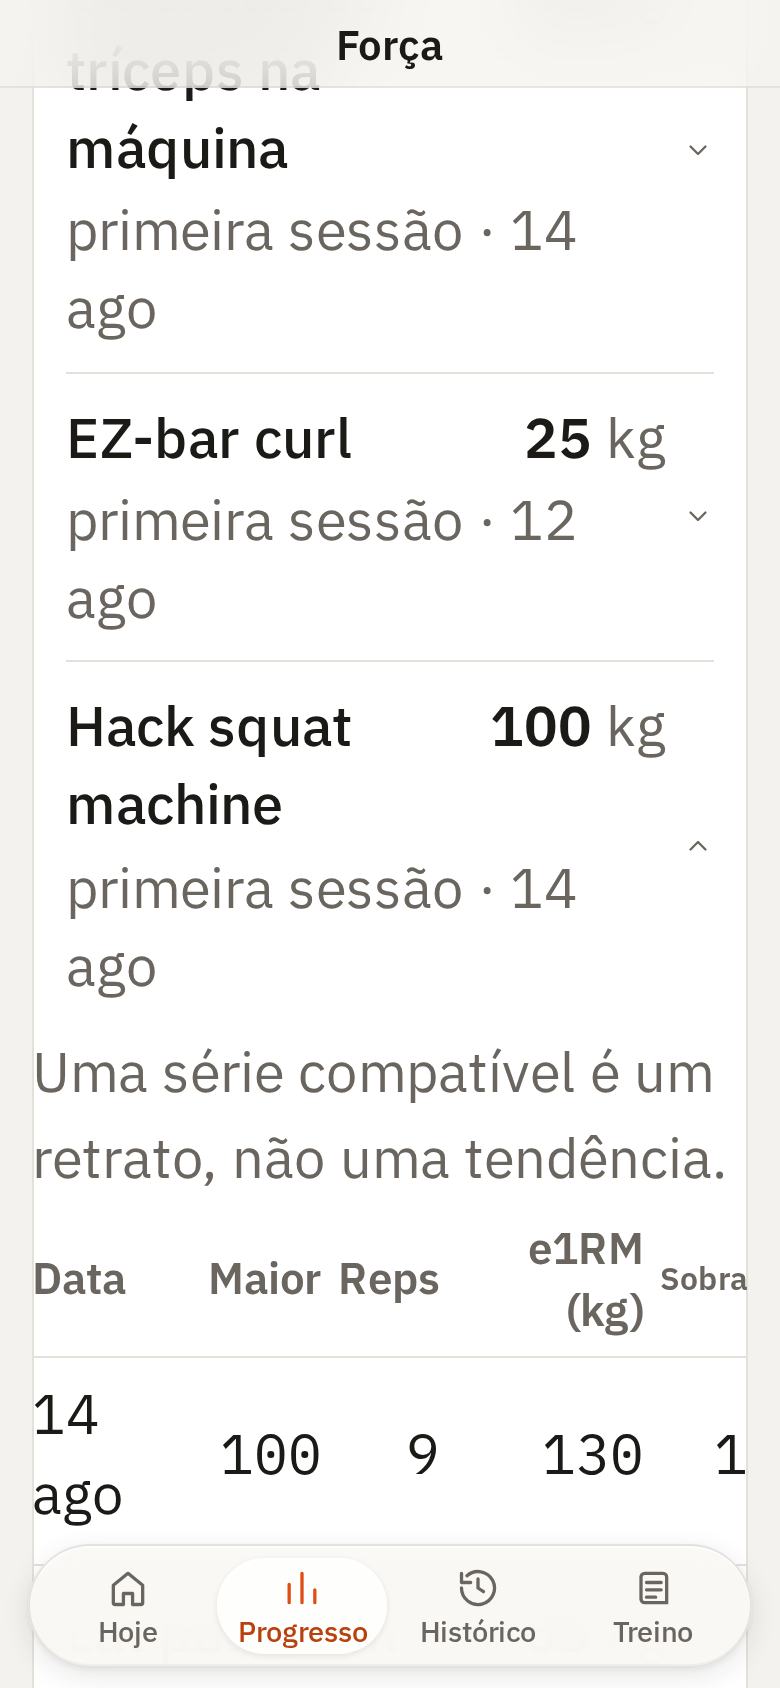 Força
tríceps na
máquina
primeira sessão · 14
ago
EZ-bar curl 25 kg
primeira sessão · 12
ago
Hack squat 100 kg
machine
primeira sessão · 14
ago
Uma série compatível é um
retrato, não uma tendência.
Data Maior Reps e1RM (kg) Sobra
14 ago 100 9 130 1
Hoje Progresso Histórico Treino